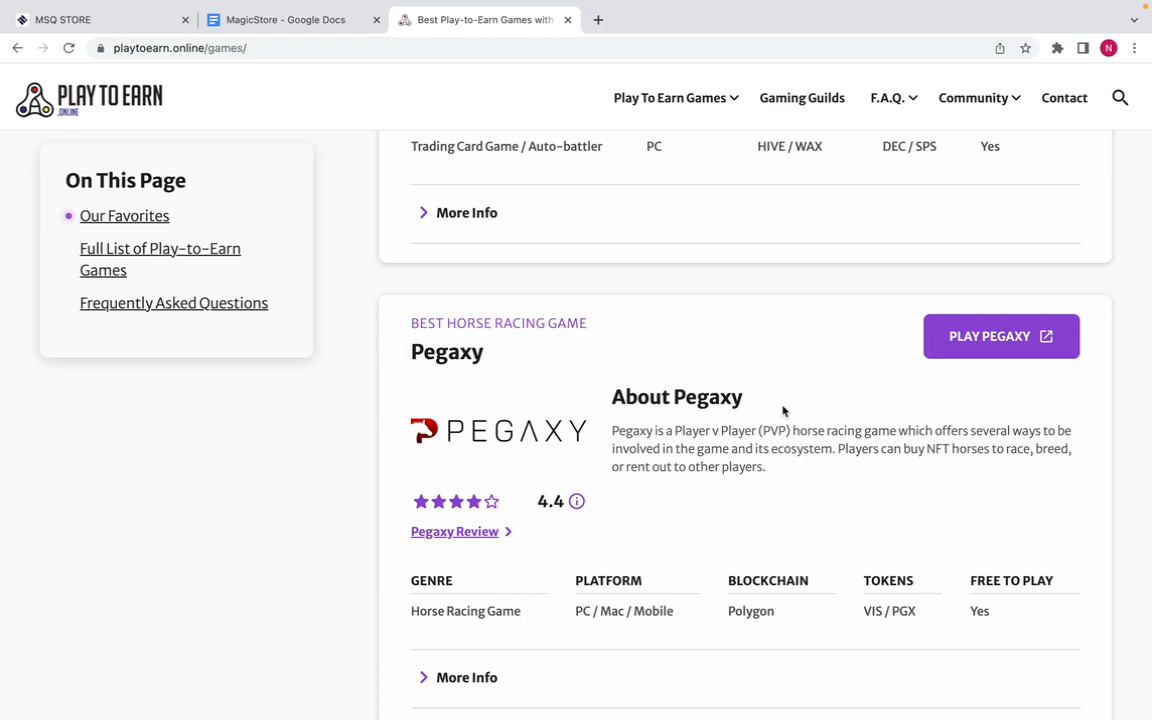 MSQ STORE
MagicStore - Google Docs
Best Play-to-Earn Games with
playtoearn.online/games/
N
PLAY TO EARN
.ONLINE
Play To Earn Games
Gaming Guilds
F.A.Q.
Community
Contact
On This Page
Our Favorites
Full List of Play-to-Earn
Games
Frequently Asked Questions
Trading Card Game / Auto-battler PC HIVE / WAX DEC / SPS Yes
More Info
BEST HORSE RACING GAME
Pegaxy
PLAY PEGAXY
PEGAXY
About Pegaxy
Pegaxy is a Player v Player (PVP) horse racing game which offers several ways to be
involved in the game and its ecosystem. Players can buy NFT horses to race, breed,
or rent out to other players.
4.4
Pegaxy Review
GENRE PLATFORM BLOCKCHAIN TOKENS FREE TO PLAY
Horse Racing Game PC / Mac / Mobile Polygon VIS / PGX Yes
More Info